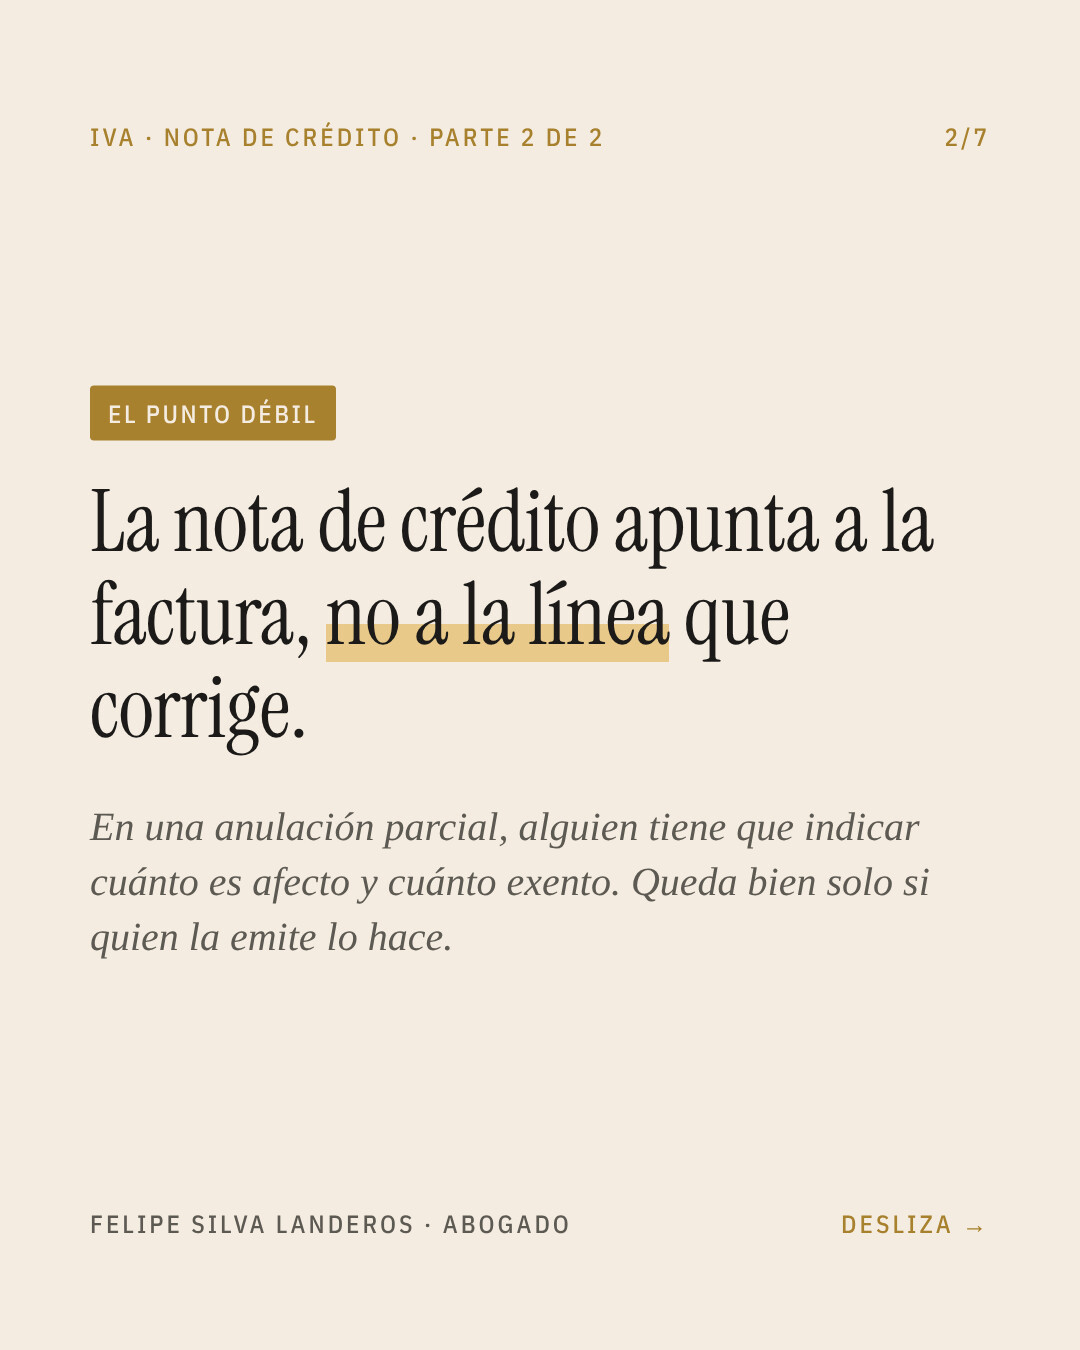 IVA · NOTA DE CRÉDITO · PARTE 2 DE 2
2/7
EL PUNTO DÉBIL
La nota de crédito apunta a la
factura, no a la línea que
corrige.
En una anulación parcial, alguien tiene que indicar
cuánto es afecto y cuánto exento. Queda bien solo si
quien la emite lo hace.
FELIPE SILVA LANDEROS · ABOGADO
DESLIZA →